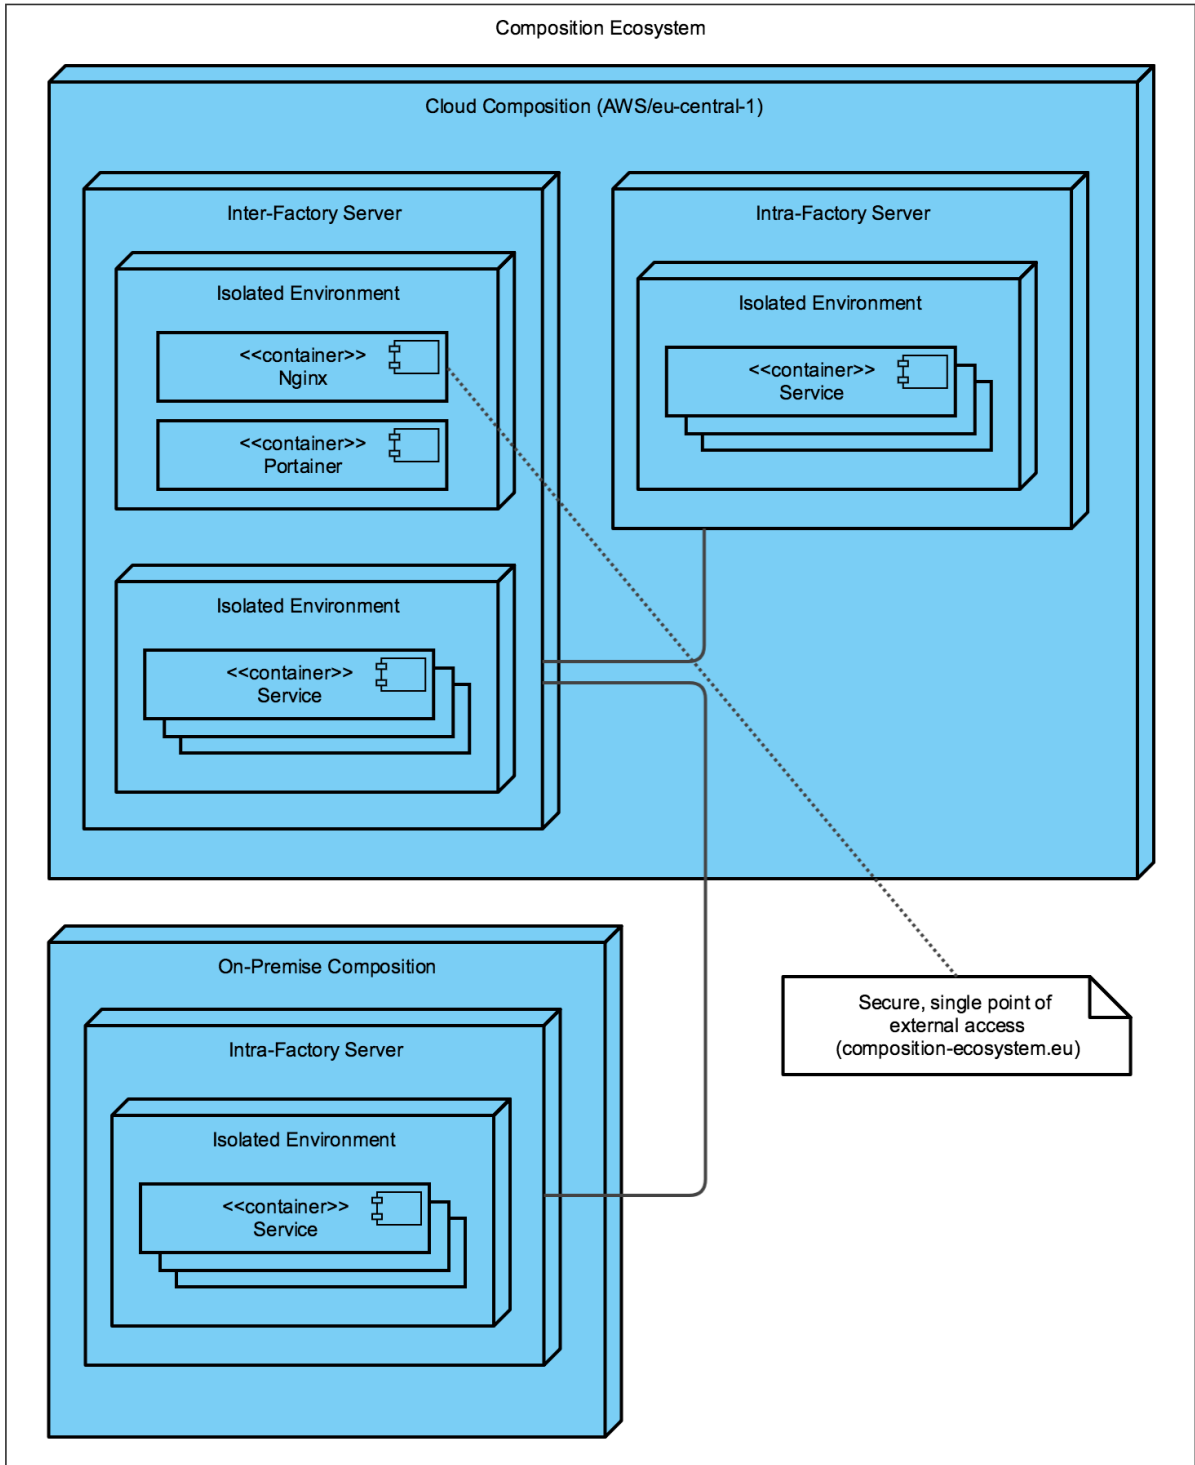 Composition Ecosystem
Cloud Composition (AWS/eu-central-1)
Inter-Factory Server
Isolated Environment
<<container>>
Nginx
<<container>>
Portainer
Isolated Environment
<<container>>
Service
Intra-Factory Server
Isolated Environment
<<container>>
Service
On-Premise Composition
Intra-Factory Server
Isolated Environment
<<container>>
Service
Secure, single point of
external access
(composition-ecosystem.eu)